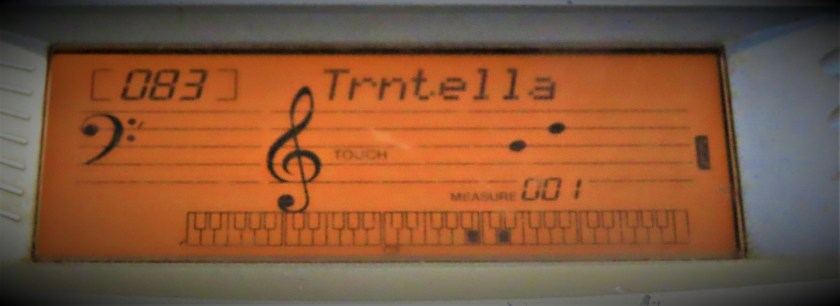 [083] Trntella
TOUCH
MEASURE 001